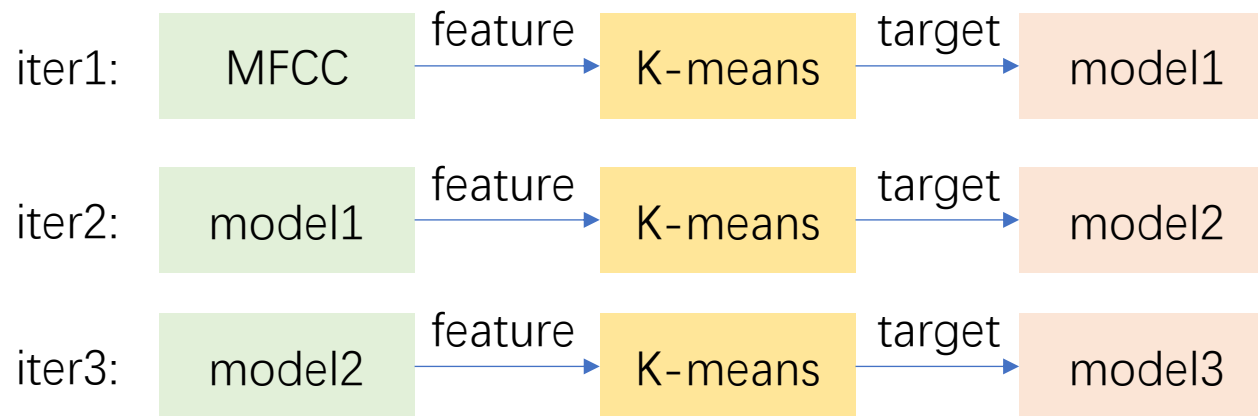 iter1: MFCC feature K-means target model1
iter2: model1 feature K-means target model2
iter3: model2 feature K-means target model3